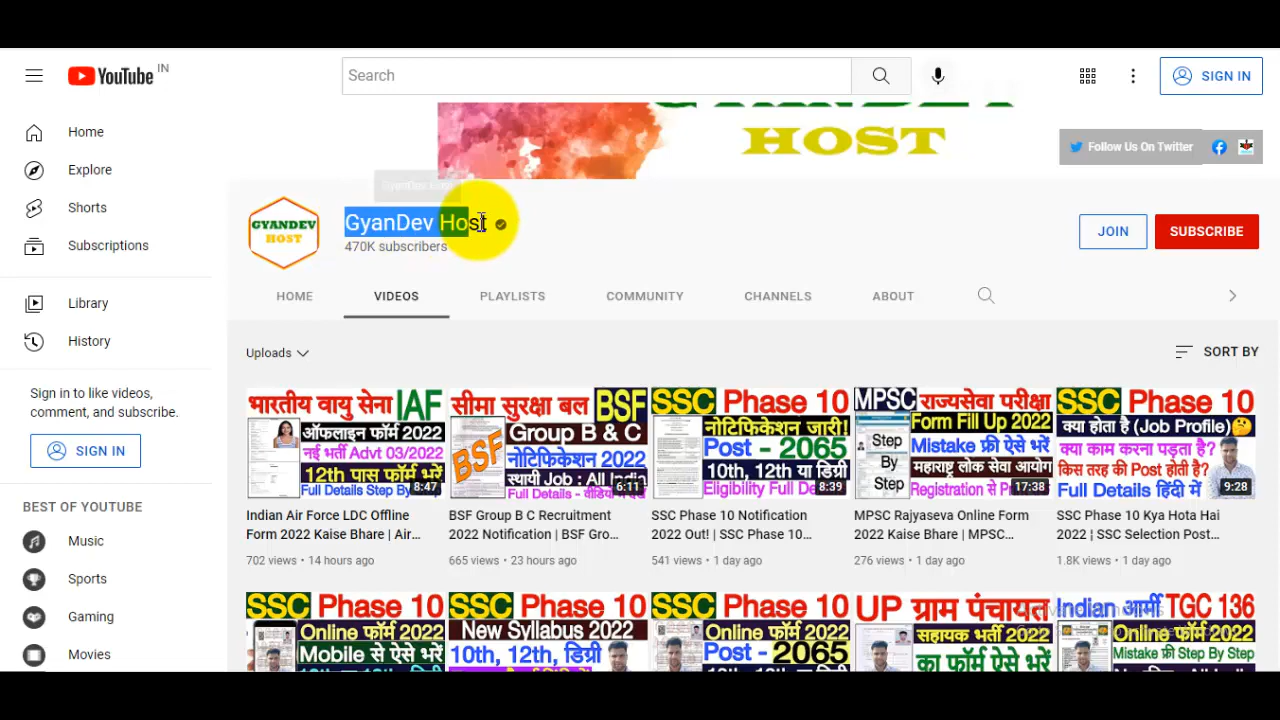 YouTube IN
Search
SIGN IN
HOST
Follow Us On Twitter
Home
Explore
Shorts
Subscriptions
Library
History
Sign in to like videos,
comment, and subscribe.
SIGN IN
BEST OF YOUTUBE
Music
Sports
Gaming
Movies
GYANDEV
HOST
GyanDev Host
470K subscribers
JOIN
SUBSCRIBE
HOME VIDEOS PLAYLISTS COMMUNITY CHANNELS ABOUT
Uploads
SORT BY
भारतीय वायु सेना IAF
ऑफलाइन फॉर्म 2022
नई भर्ती Advt 03/2022
12th पास फॉर्म भरें
Full Details Step By
8:47
Indian Air Force LDC Offline
Form 2022 Kaise Bhare | Air...
702 views • 14 hours ago
सीमा सुरक्षा बल BSF
BSF
Group B & C
नोटिफिकेशन 2022
स्थायी Job : All India
Full Details -
6:11
BSF Group B C Recruitment
2022 Notification | BSF Gro...
665 views • 23 hours ago
SSC Phase 10
नोटिफिकेशन जारी!
Post - 2065
10th, 12th या डिग्री
Eligibility Full De
8:39
SSC Phase 10 Notification
2022 Out! | SSC Phase 10...
541 views • 1 day ago
MPSC राज्यसेवा परीक्षा
Form Fill Up 2022
Step
By
Step
Mistake फ्री ऐसे भरें
महाराष्ट्र लोक सेवा आयोग
Registration से
17:38
MPSC Rajyaseva Online Form
2022 Kaise Bhare | MPSC...
276 views • 1 day ago
SSC Phase 10
क्या होता है (Job Profile)
क्या काम करना पड़ता है?
किस तरह की Post होती है?
Full Details हिंदी में
9:28
SSC Phase 10 Kya Hota Hai
2022 ¦ SSC Selection Post...
1.8K views • 1 day ago
SSC Phase 10
Online फॉर्म 2022
Mobile से ऐसे भरें
SSC Phase 10
New Syllabus 2022
10th, 12th, डिग्री
SSC Phase 10
Online फॉर्म 2022
Post - 2065
UP ग्राम पंचायत
सहायक भर्ती 2022
का फॉर्म ऐसे भरें
Indian आर्मी TGC 136
Online फॉर्म 2022
Mistake फ्री Step By Step